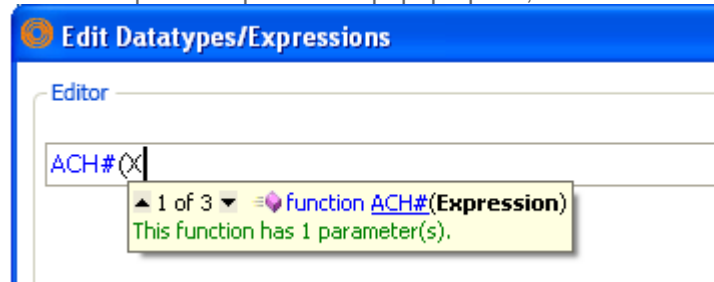 Edit Datatypes/Expressions
Editor
ACH#(X
1 of 3 function ACH#(Expression)
This function has 1 parameter(s).